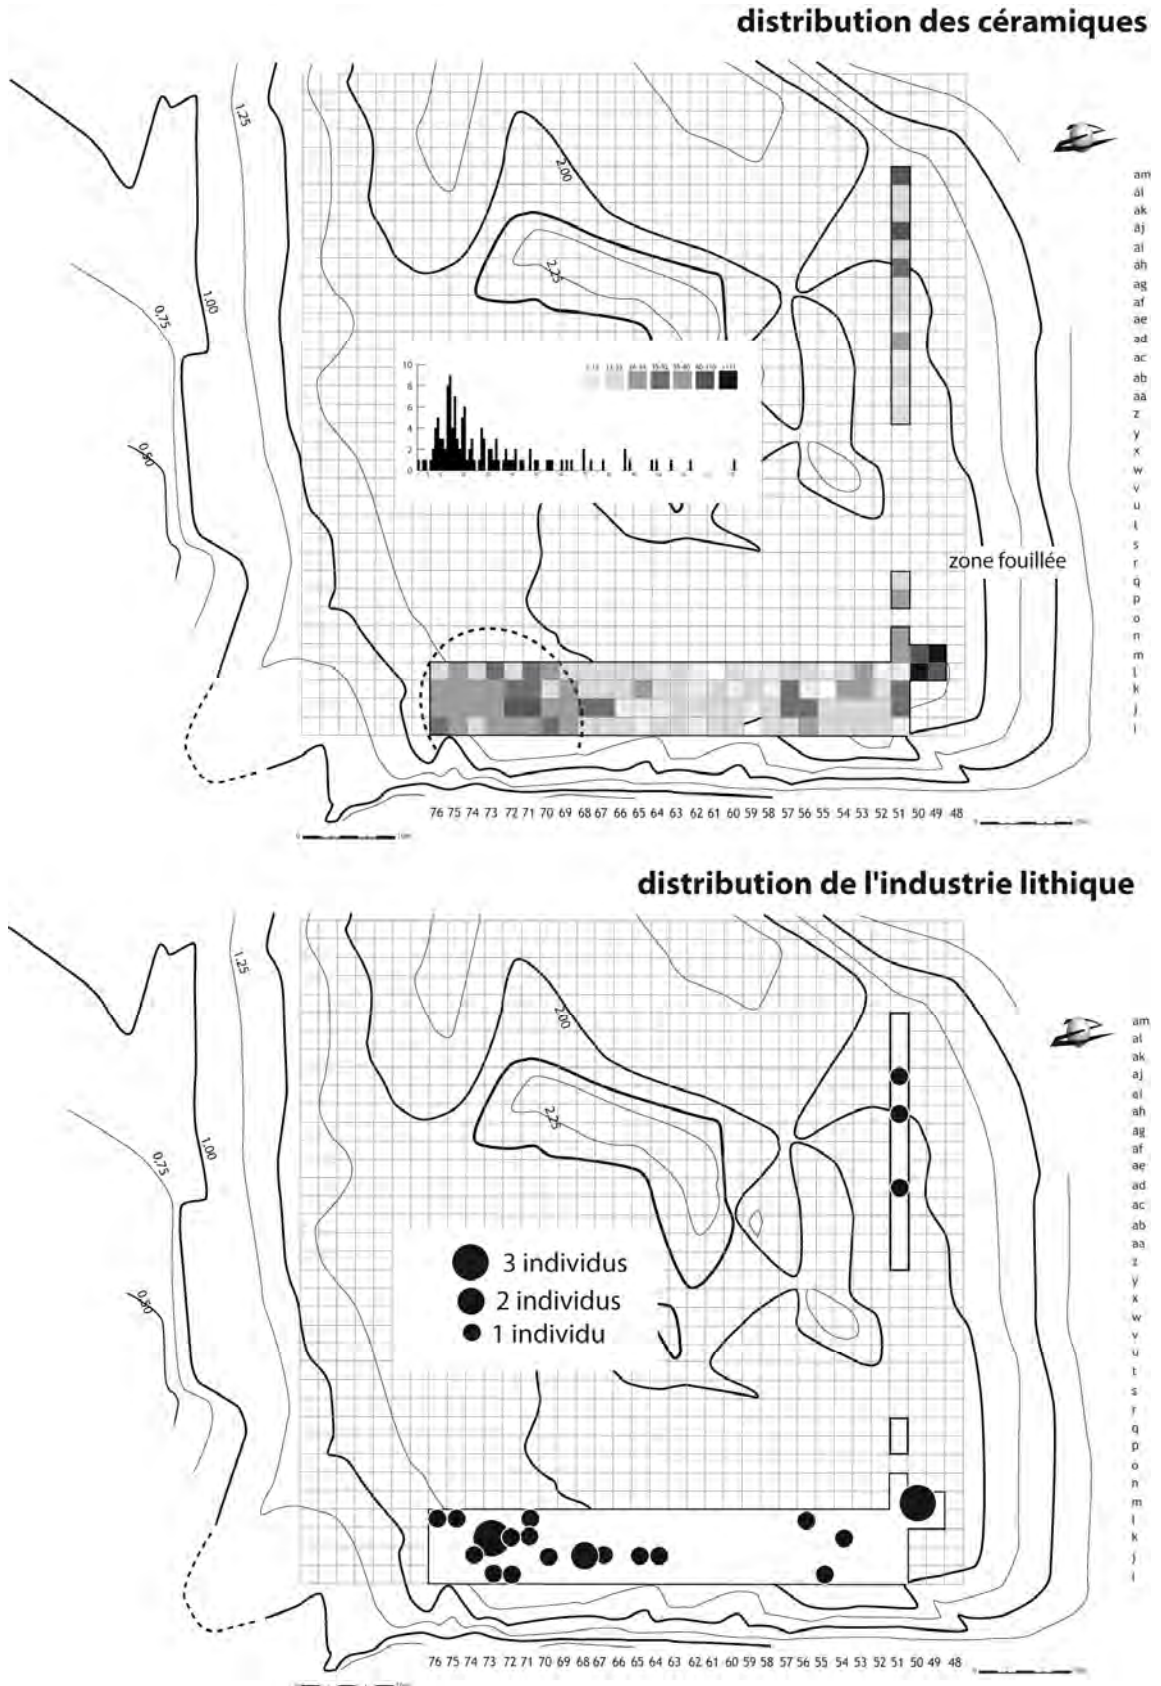 distribution des céramiques
1.25
2.00
2.25
1.00
0,75
0.50
10
8
6
4
2
0
zone fouillée
am
al
ak
aj
ai
ah
ag
af
ae
ad
ac
ab
aa
z
y
x
w
v
u
t
s
r
q
p
o
n
m
l
k
j
i
76 75 74 73 72 71 70 69 68 67 66 65 64 63 62 61 60 59 58 57 56 55 54 53 52 51 50 49 48
distribution de l'industrie lithique
1.25
200
2.25
1.00
0.75
0.50
3 individus
2 individus
1 individu
am
al
ak
aj
ai
ah
ag
af
ae
ad
ac
ab
aa
z
y
x
w
v
u
t
s
r
q
p
o
n
m
l
k
j
i
76 75 74 73 72 71 70 69 68 67 66 65 64 63 62 61 60 59 58 57 56 55 54 53 52 51 50 49 48